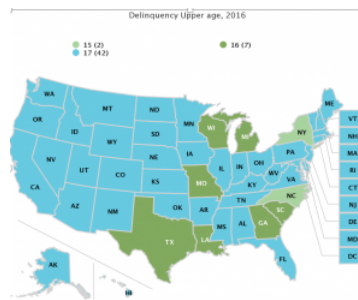 Delinquency Upper age, 2016
15 (2)
16 (7)
17 (42)
WA
MT
ND
MN
WI
MI
NY
ME
VT
OR
ID
WY
SD
IA
PA
NH
MA
NV
UT
CO
NE
IL
IN
OH
WV
VA
RI
CA
KS
MO
KY
CT
AZ
NM
OK
AR
TN
NC
NJ
TX
LA
MS
AL
GA
SC
DE
MD
DC
AK
HI
FL